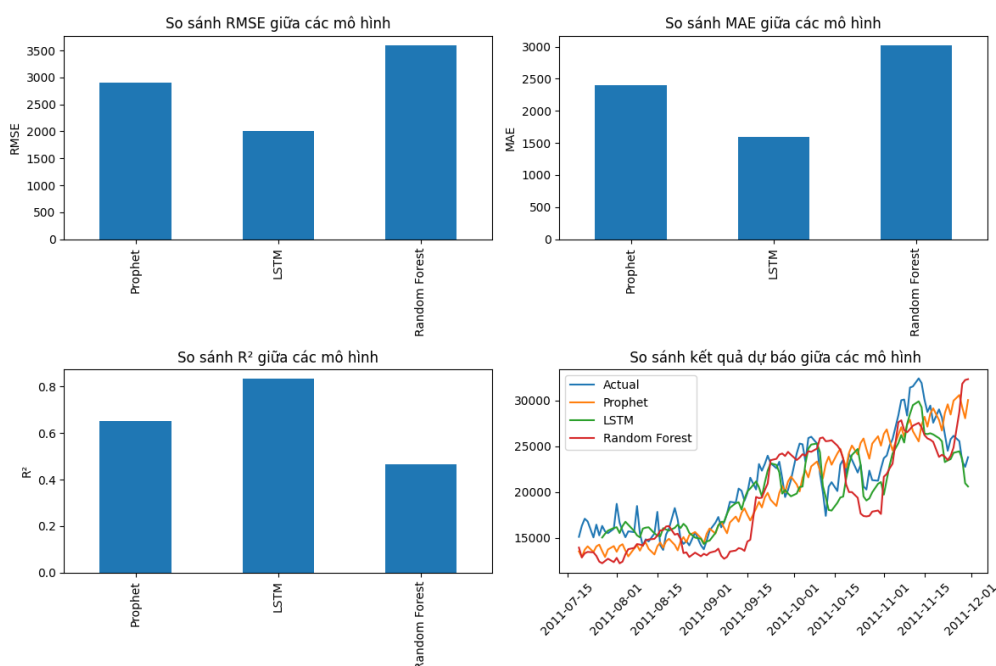 So sánh RMSE giữa các mô hình
3500
3000
2500
2000
1500
1000
500
0
RMSE
Prophet
LSTM
Random Forest
So sánh MAE giữa các mô hình
3000
2500
2000
1500
1000
500
0
MAE
Prophet
LSTM
Random Forest
So sánh R² giữa các mô hình
0.8
0.6
0.4
0.2
0.0
R²
Prophet
LSTM
Random Forest
So sánh kết quả dự báo giữa các mô hình
Actual
Prophet
LSTM
Random Forest
30000
25000
20000
15000
2011-07-15
2011-08-01
2011-08-15
2011-09-01
2011-09-15
2011-10-01
2011-10-15
2011-11-01
2011-11-15
2011-12-01